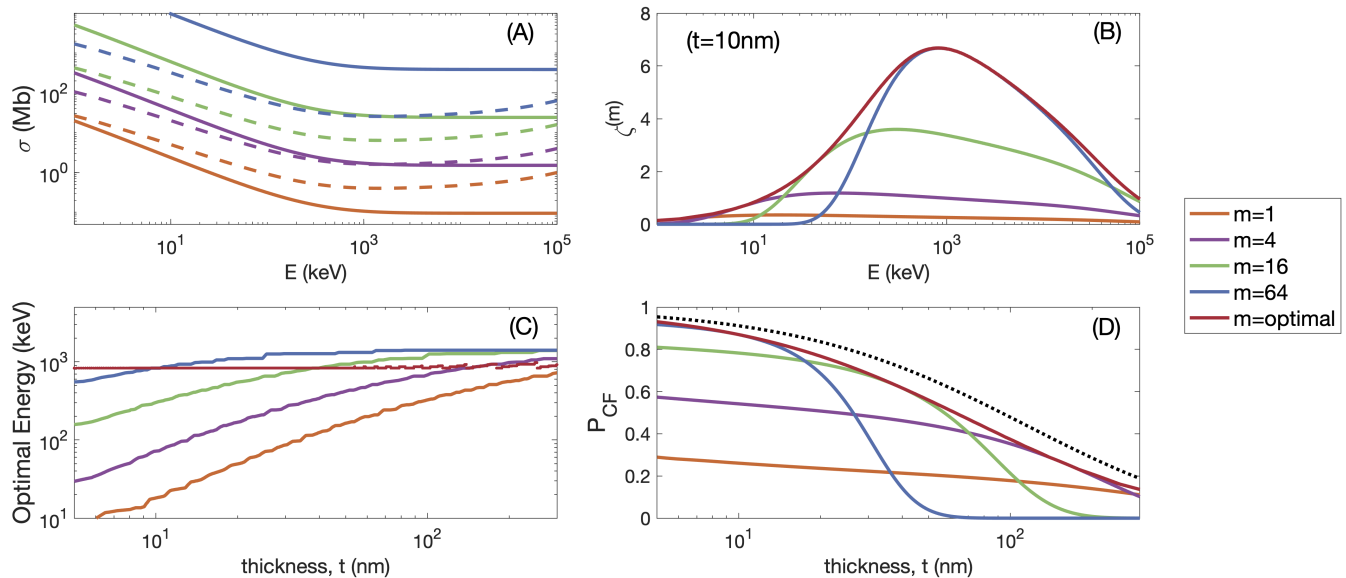 (A)
σ (Mb)
10²
10⁰
10¹
10³
10⁵
E (keV)
(B)
(t=10nm)
ζ⁽ᵐ⁾
8
6
4
2
0
10¹
10³
10⁵
E (keV)
m=1
m=4
m=16
m=64
m=optimal
(C)
Optimal Energy (keV)
10³
10²
10¹
10¹
10²
thickness, t (nm)
(D)
P_CF
1
0.8
0.6
0.4
0.2
0
10¹
10²
thickness, t (nm)